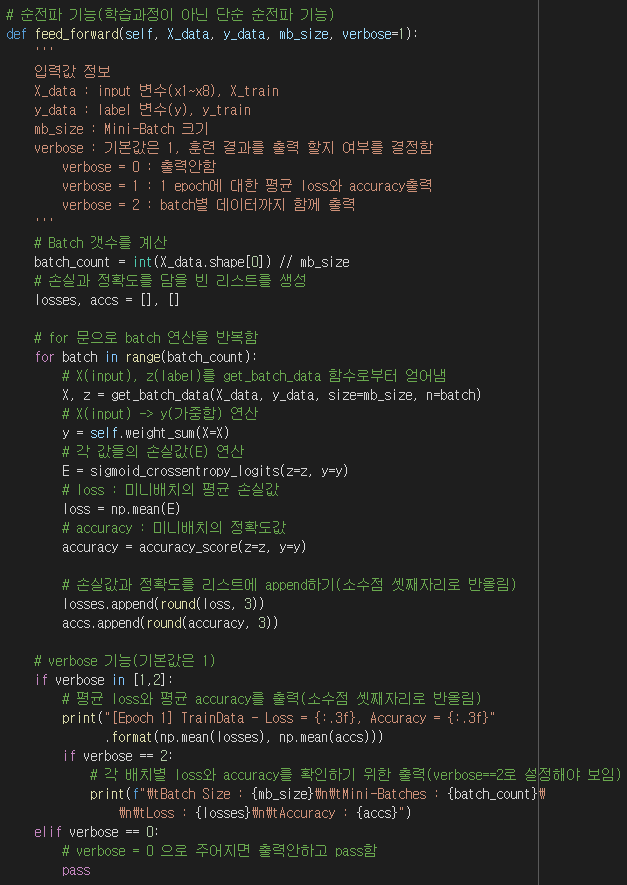 # 순전파 기능(학습과정이 아닌 단순 순전파 기능)
def feed_forward(self, X_data, y_data, mb_size, verbose=1):
    '''
    입력값 정보
    X_data : input 변수(x1~x8), X_train
    y_data : label 변수(y), y_train
    mb_size : Mini-Batch 크기
    verbose : 기본값은 1, 훈련 결과를 출력 할지 여부를 결정함
        verbose = 0 : 출력안함
        verbose = 1 : 1 epoch에 대한 평균 loss와 accuracy출력
        verbose = 2 : batch별 데이터까지 함께 출력
    '''
    # Batch 갯수를 계산
    batch_count = int(X_data.shape[0]) // mb_size
    # 손실과 정확도를 담을 빈 리스트를 생성
    losses, accs = [], []

    # for 문으로 batch 연산을 반복함
    for batch in range(batch_count):
        # X(input), z(label)를 get_batch_data 함수로부터 얻어냄
        X, z = get_batch_data(X_data, y_data, size=mb_size, n=batch)
        # X(input) -> y(가중합) 연산
        y = self.weight_sum(X=X)
        # 각 값들의 손실값(E) 연산
        E = sigmoid_crossentropy_logits(z=z, y=y)
        # loss : 미니배치의 평균 손실값
        loss = np.mean(E)
        # accuracy : 미니배치의 정확도값
        accuracy = accuracy_score(z=z, y=y)

        # 손실값과 정확도를 리스트에 append하기(소수점 셋째자리로 반올림)
        losses.append(round(loss, 3))
        accs.append(round(accuracy, 3))

    # verbose 기능(기본값은 1)
    if verbose in [1,2]:
        # 평균 loss와 평균 accuracy를 출력(소수점 셋째자리로 반올림)
        print("[Epoch 1] TrainData - Loss = {:.3f}, Accuracy = {:.3f}"
              .format(np.mean(losses), np.mean(accs)))
        if verbose == 2:
            # 각 배치별 loss와 accuracy를 확인하기 위한 출력(verbose==2로 설정해야 보임)
            print(f"₩tBatch Size : {mb_size}₩n₩tMini-Batches : {batch_count}₩
                ₩n₩tLoss : {losses}₩n₩tAccuracy : {accs}")
    elif verbose == 0:
        # verbose = 0 으로 주어지면 출력안하고 pass함
        pass